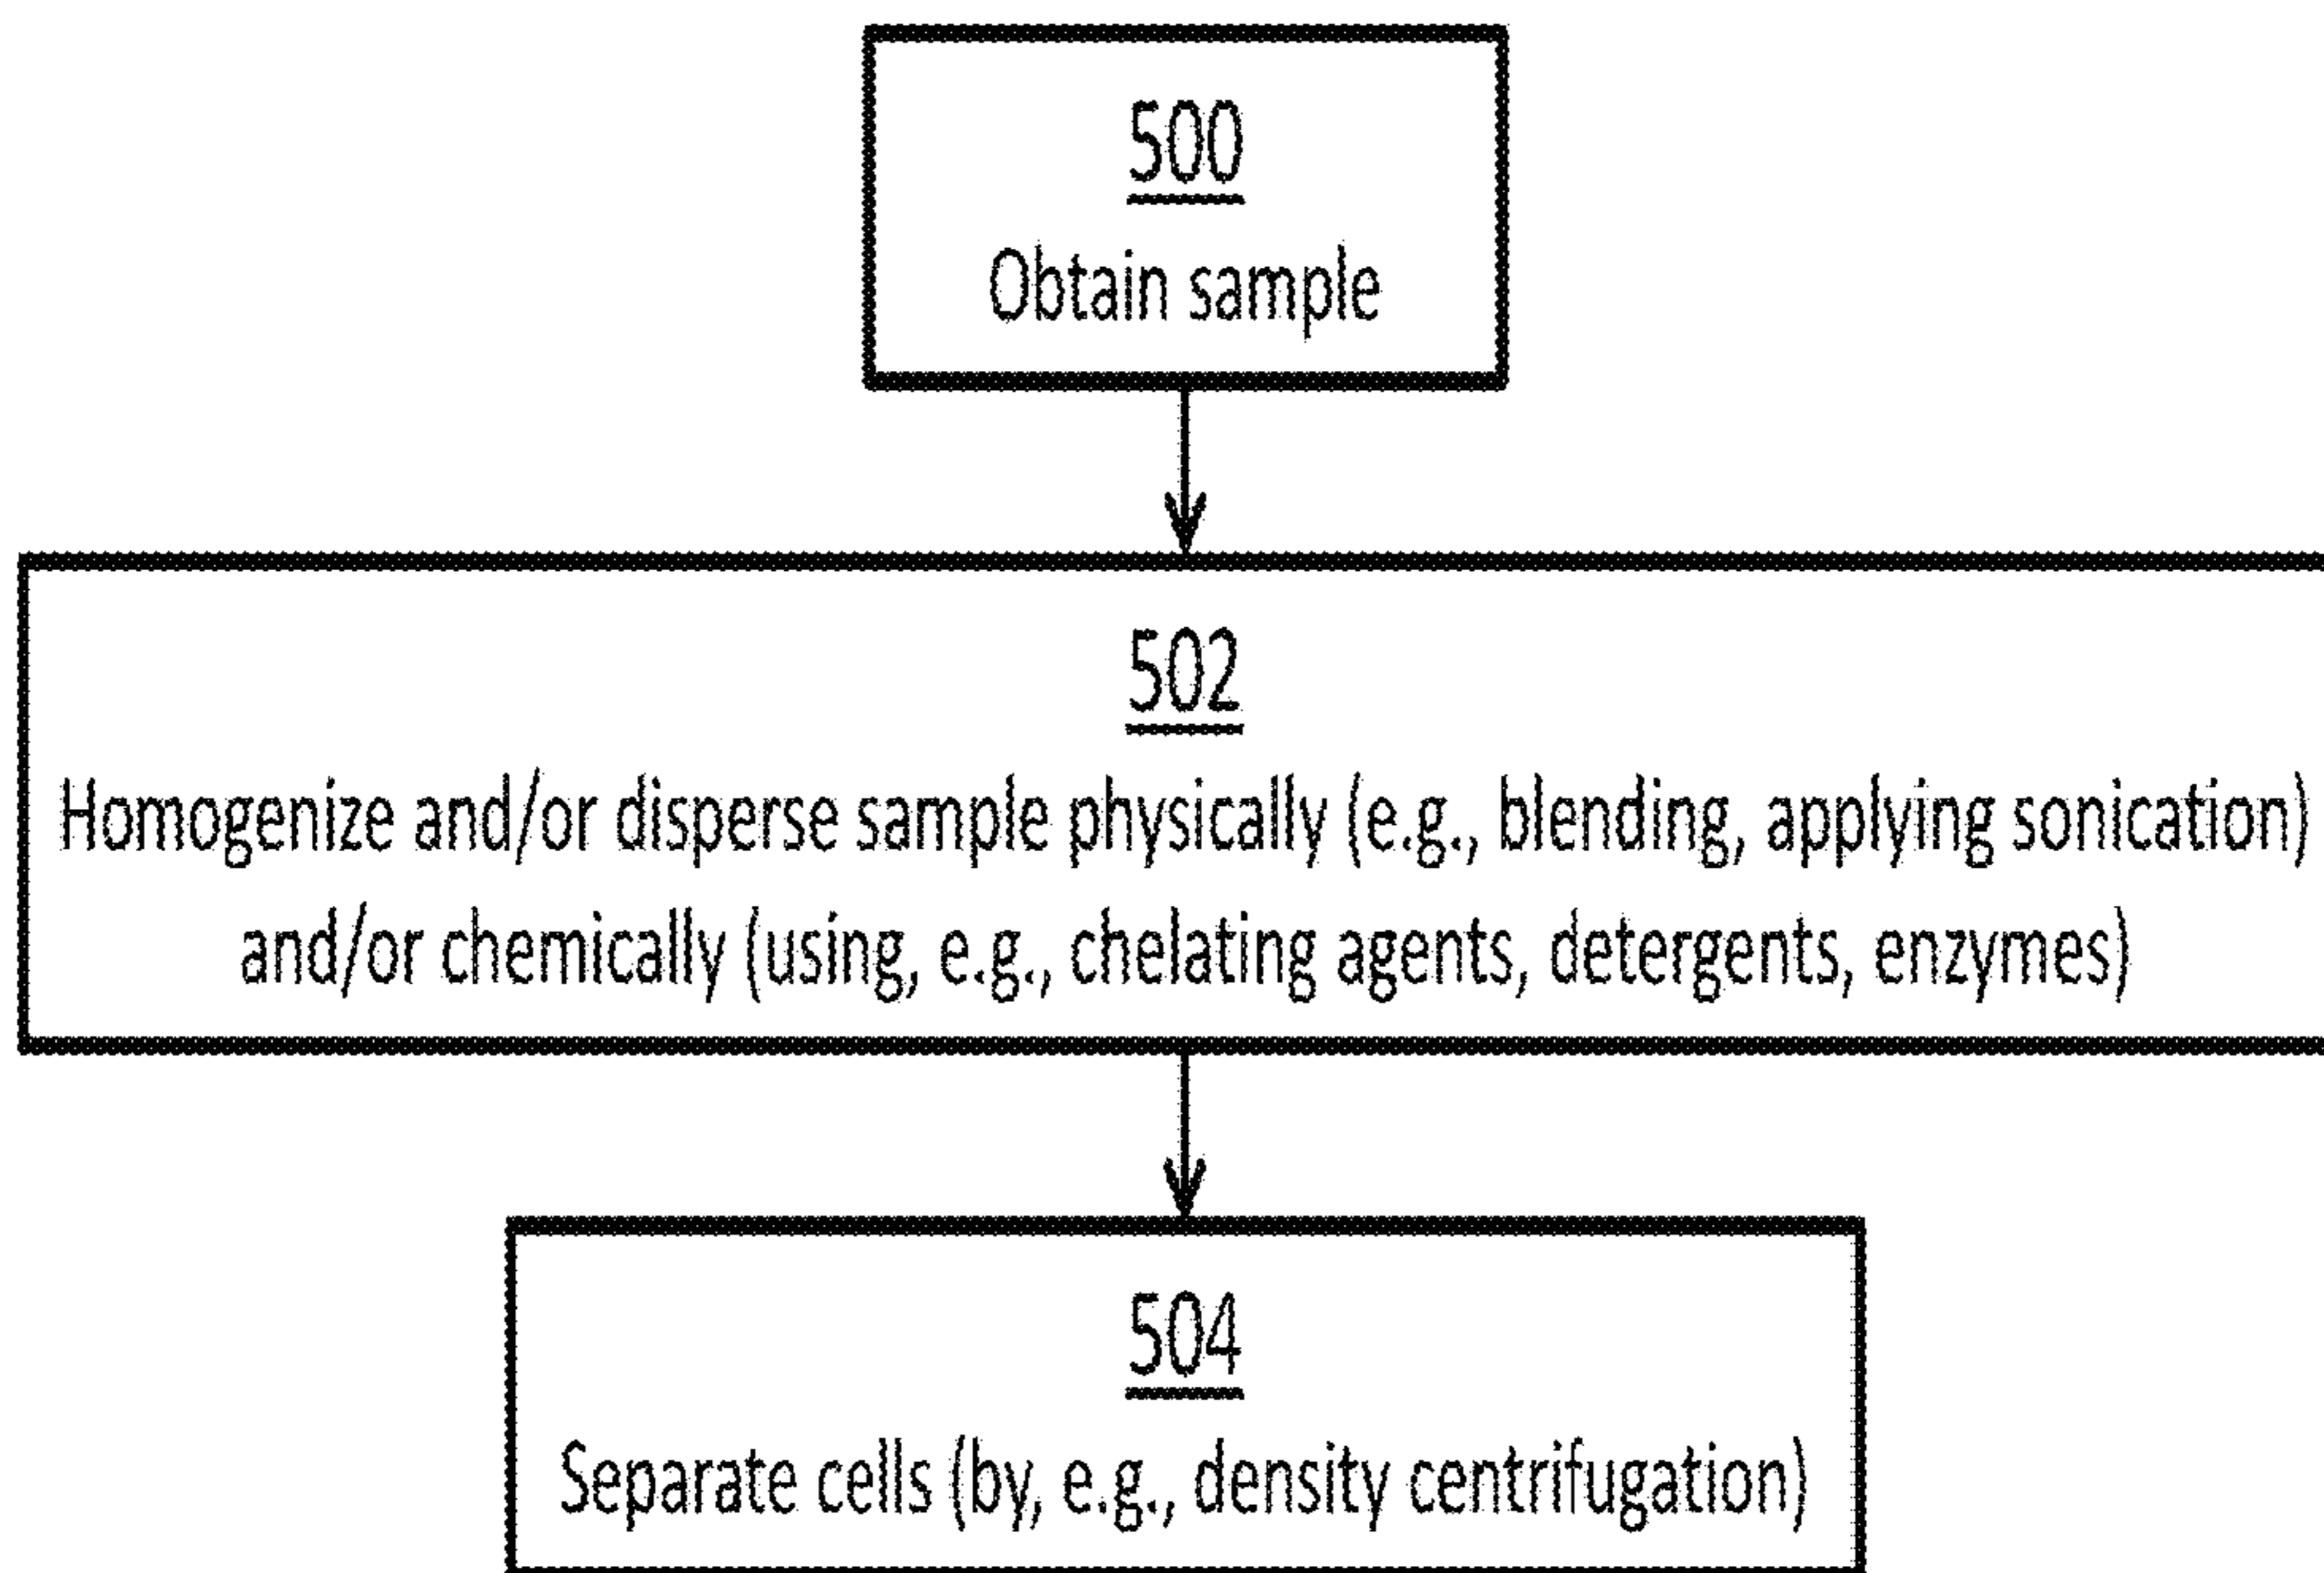 500
Obtain sample
502
Homogenize and/or disperse sample physically (e.g., blending, applying sonication)
and/or chemically (using, e.g., chelating agents, detergents, enzymes)
504
Separate cells (by, e.g., density centrifugation)